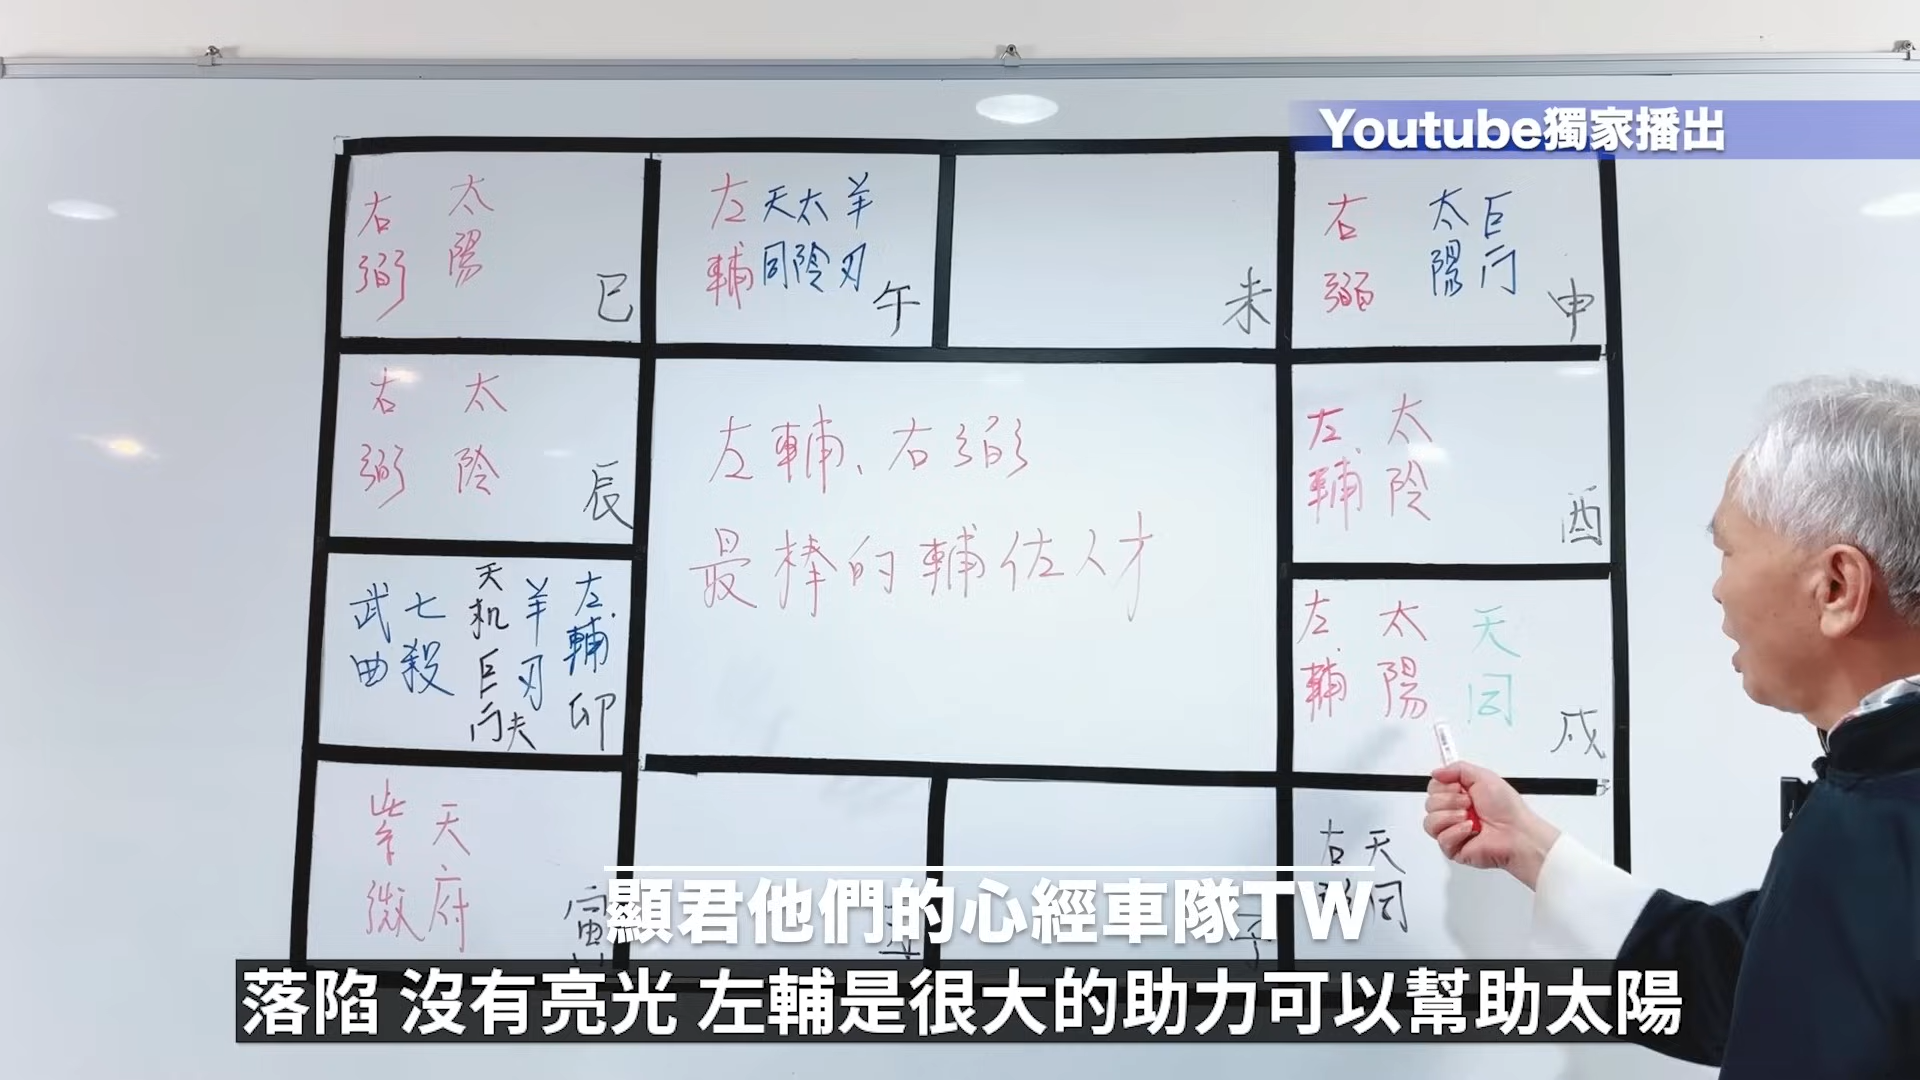 Youtube獨家播出
右弼 太陽 巳
左輔 天同 太陰 羊刃 午
未
右弼 太陽 巨门 申
右弼 太陰 辰
左輔、右弼
最棒的輔佐人才
左輔 太陰 酉
武曲 七殺 天机 巨门 夫 羊刃 左輔 卯
左輔 太陽 天同 戌
紫微 天府 寅
右 天同
顯君他們的心經車隊TW
落陷 沒有亮光 左輔是很大的助力可以幫助太陽